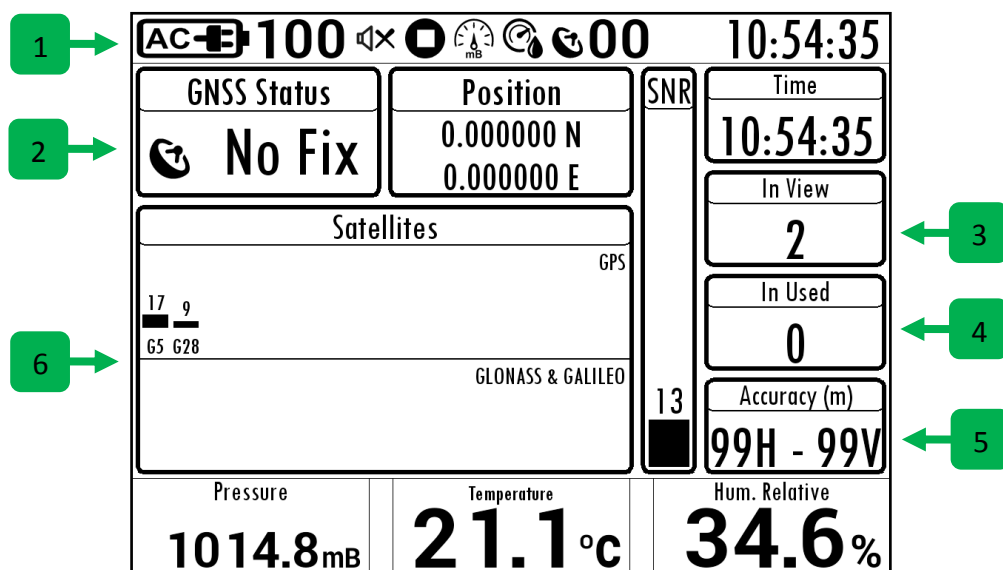 1
AC 100 mB 00 10:54:35
GNSS Status
Position
SNR
Time
2
No Fix
0.000000 N
0.000000 E
10:54:35
In View
2
3
Satellites
GPS
17 9
G5 G28
In Used
0
4
6
GLONASS & GALILEO
13
Accuracy (m)
99H - 99V
5
Pressure
Temperature
Hum. Relative
1014.8mB
21.1°C
34.6%